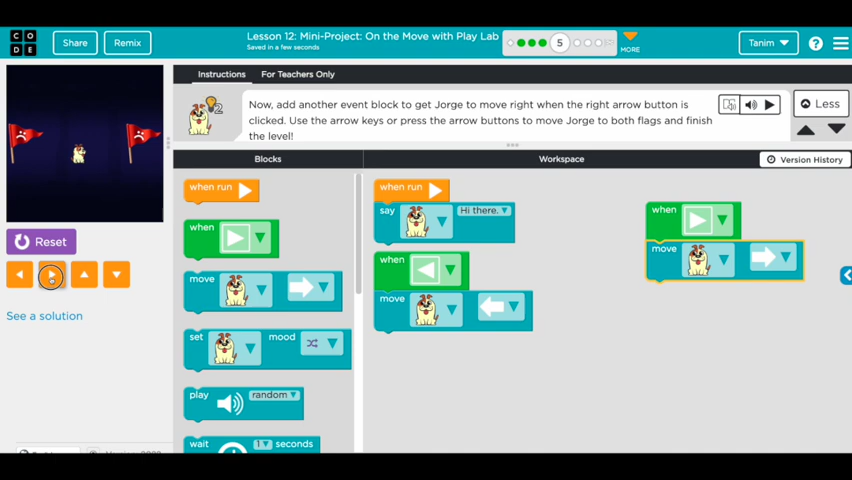 C O
D E
Share
Remix
Lesson 12: Mini-Project: On the Move with Play Lab
Saved in a few seconds
5
MORE
Tanim
?
Instructions
For Teachers Only
2
Now, add another event block to get Jorge to move right when the right arrow button is
clicked. Use the arrow keys or press the arrow buttons to move Jorge to both flags and finish
the level!
Less
Blocks
Workspace
Version History
Reset
See a solution
when run
when
move
set
mood
play
random
wait
1
seconds
when run
say
Hi there.
when
move
when
move